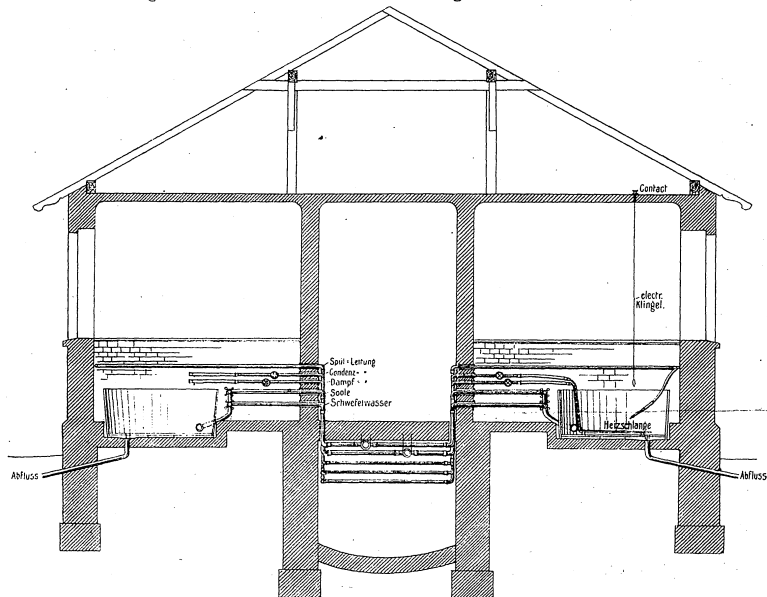 Contact
electr.
Klingel.
Spül-Leitung
Condenz- "
Dampf- "
Soole
Schwefelwasser
Heizschlange
Abfluss
Abfluss